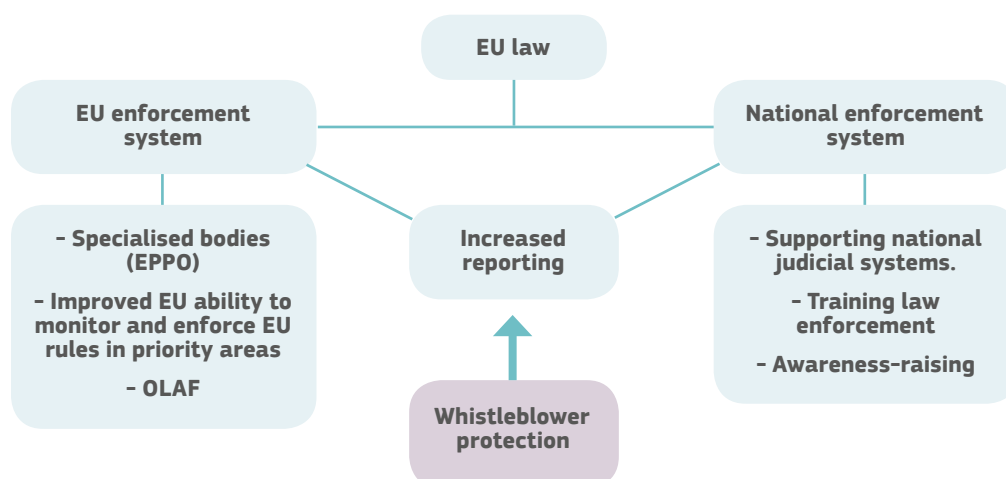 EU law
EU enforcement
system
National enforcement
system
– Specialised bodies
(EPPO)
– Improved EU ability to
monitor and enforce EU
rules in priority areas
– OLAF
Increased
reporting
– Supporting national
judicial systems.
– Training law
enforcement
– Awareness-raising
Whistleblower
protection